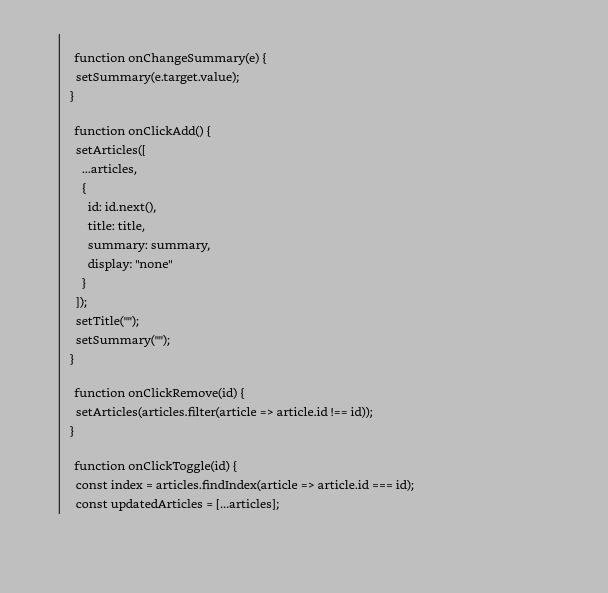 function onChangeSummary(e) {
setSummary(e.target.value);
}
function onClickAdd() {
setArticles([
...articles,
{
id: id.next(),
title: title,
summary: summary,
display: "none"
}
]);
setTitle("");
setSummary("");
}
function onClickRemove(id) {
setArticles(articles.filter(article => article.id !== id));
}
function onClickToggle(id) {
const index = articles.findIndex(article => article.id === id);
const updatedArticles = [...articles];